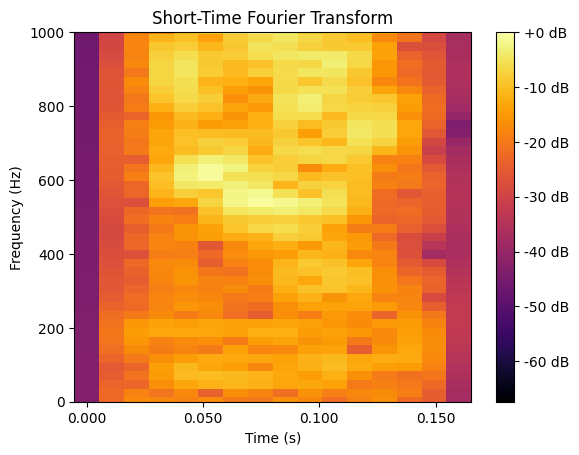 Short-Time Fourier Transform
Frequency (Hz)
1000
800
600
400
200
0
0.000
0.050
0.100
0.150
Time (s)
+0 dB
-10 dB
-20 dB
-30 dB
-40 dB
-50 dB
-60 dB